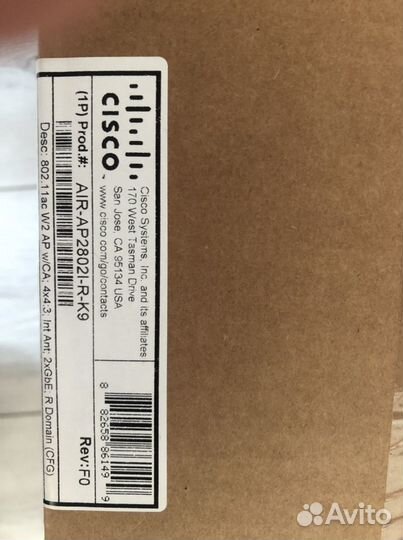 CISCO
Cisco Systems, Inc. and its affiliates
170 West Tasman Drive
San Jose, CA 95134 USA
www.cisco.com/go/contacts
8 82658 86149 9
(1P) Prod.#: AIR-AP2802I-R-K9
Rev:F0
Desc: 802.11ac W2 AP w/CA; 4x4:3; Int Ant; 2xGbE, R Domain (CFG)
Avito